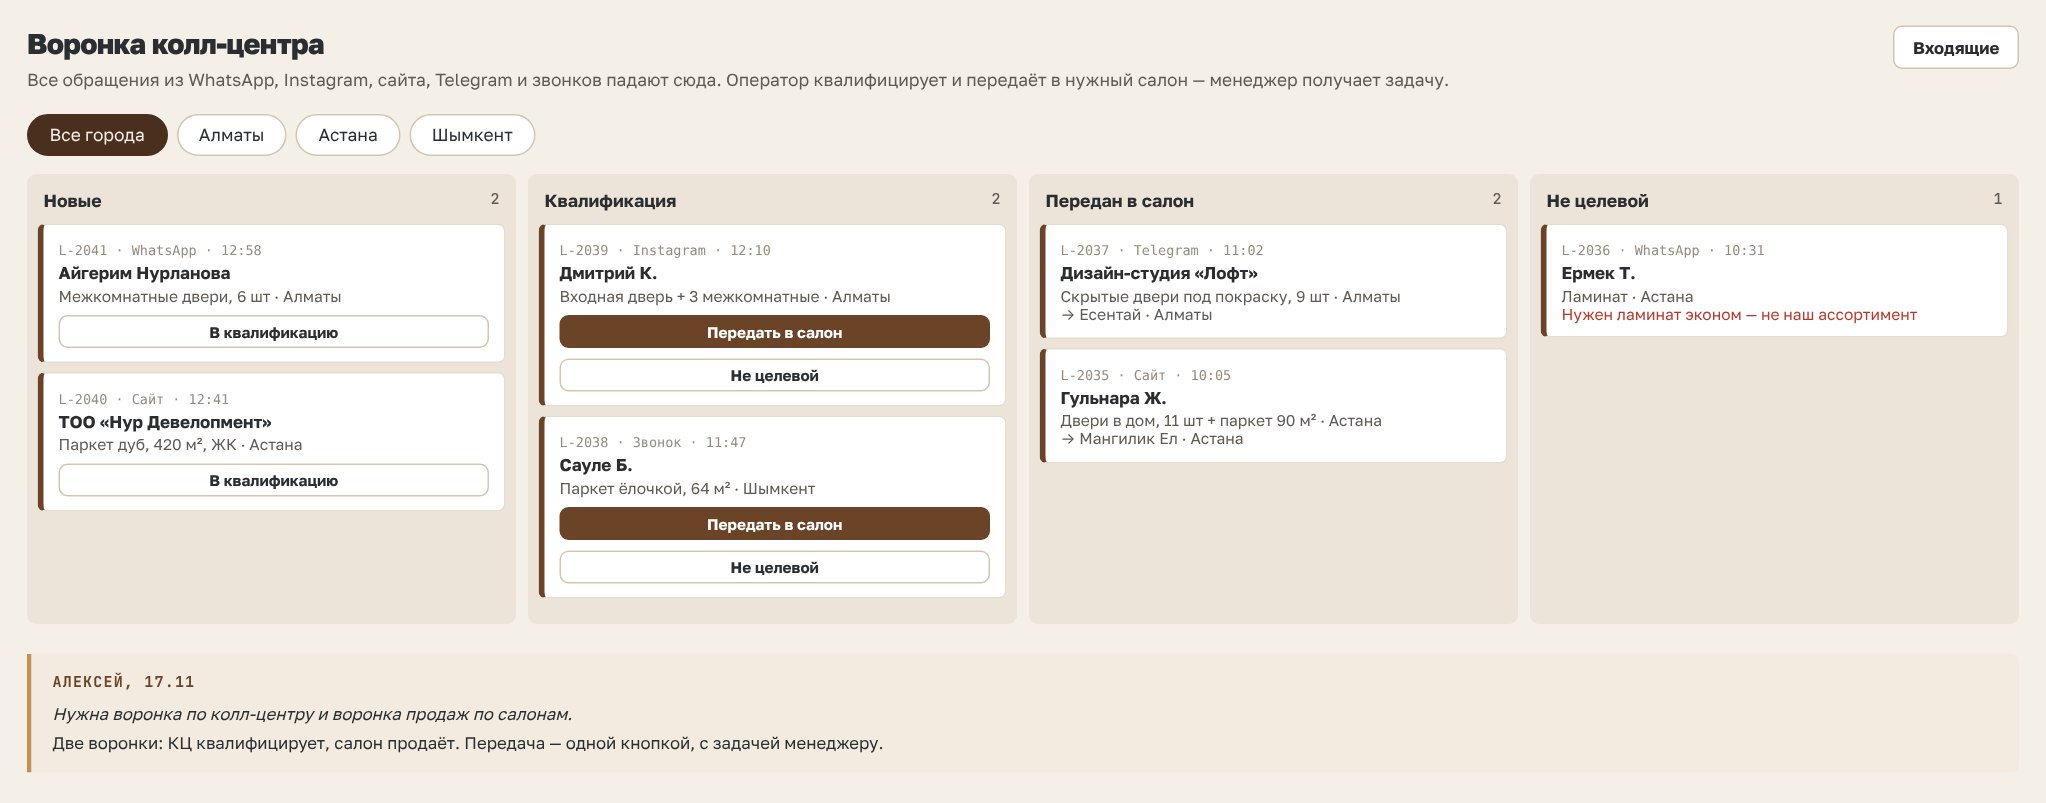 Воронка колл-центра
Входящие
Все обращения из WhatsApp, Instagram, сайта, Telegram и звонков падают сюда. Оператор квалифицирует и передаёт в нужный салон — менеджер получает задачу.
Все города
Алматы
Астана
Шымкент
Новые 2
L-2041 · WhatsApp · 12:58
Айгерим Нурланова
Межкомнатные двери, 6 шт · Алматы
В квалификацию
L-2040 · Сайт · 12:41
ТОО «Нур Девелопмент»
Паркет дуб, 420 м², ЖК · Астана
В квалификацию
Квалификация 2
L-2039 · Instagram · 12:10
Дмитрий К.
Входная дверь + 3 межкомнатные · Алматы
Передать в салон
Не целевой
L-2038 · Звонок · 11:47
Сауле Б.
Паркет ёлочкой, 64 м² · Шымкент
Передать в салон
Не целевой
Передан в салон 2
L-2037 · Telegram · 11:02
Дизайн-студия «Лофт»
Скрытые двери под покраску, 9 шт · Алматы
→ Есентай · Алматы
L-2035 · Сайт · 10:05
Гульнара Ж.
Двери в дом, 11 шт + паркет 90 м² · Астана
→ Мангилик Ел · Астана
Не целевой 1
L-2036 · WhatsApp · 10:31
Ермек Т.
Ламинат · Астана
Нужен ламинат эконом — не наш ассортимент
АЛЕКСЕЙ, 17.11
Нужна воронка по колл-центру и воронка продаж по салонам.
Две воронки: КЦ квалифицирует, салон продаёт. Передача — одной кнопкой, с задачей менеджеру.